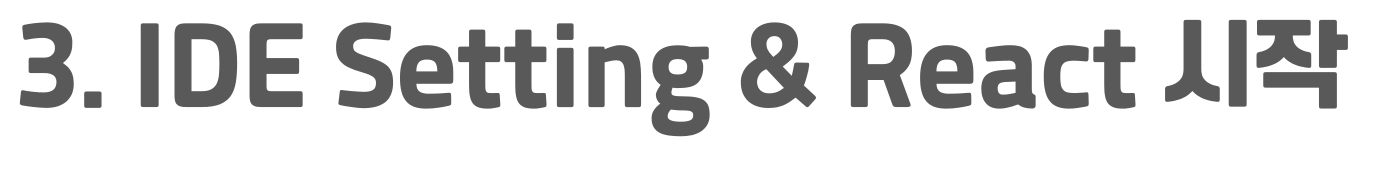 3. IDE Setting & React 시작